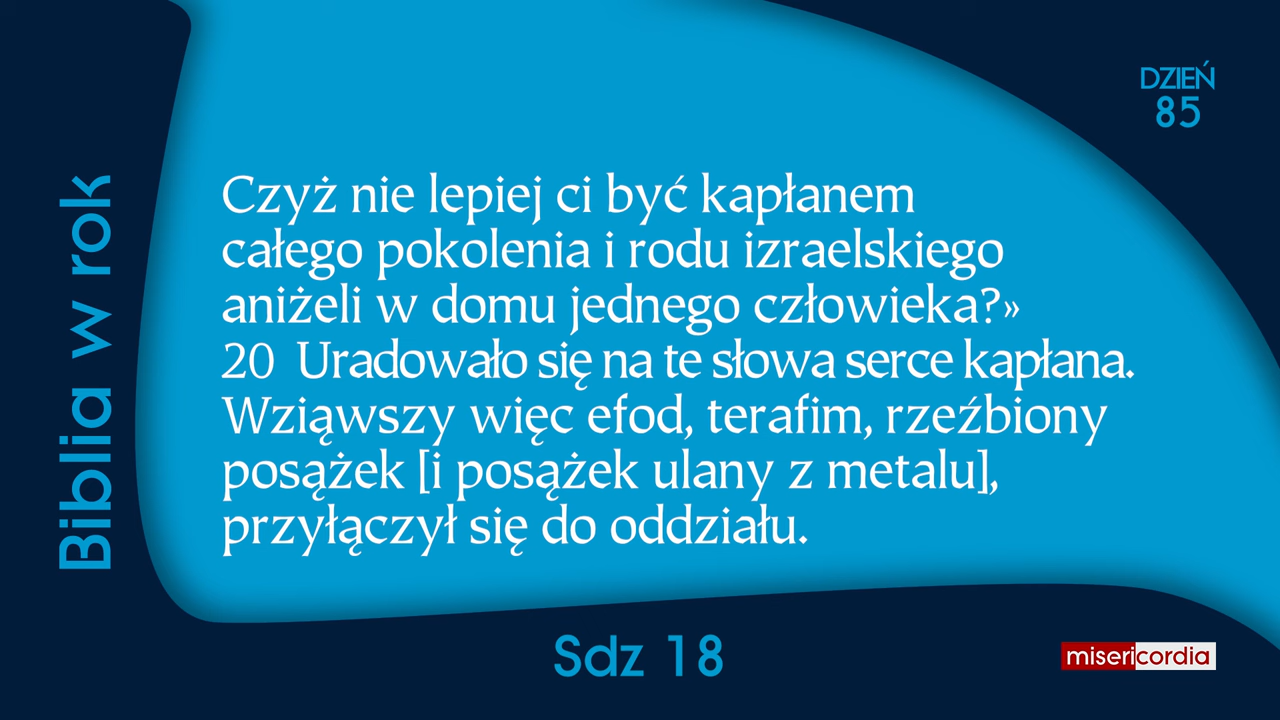 DZIEŃ
85
Biblia w rok
Czyż nie lepiej ci być kapłanem
całego pokolenia i rodu izraelskiego
aniżeli w domu jednego człowieka?»
20 Uradowało się na te słowa serce kapłana.
Wziąwszy więc efod, terafim, rzeźbiony
posążek [i posążek ulany z metalu],
przyłączył się do oddziału.
Sdz 18
misericordia